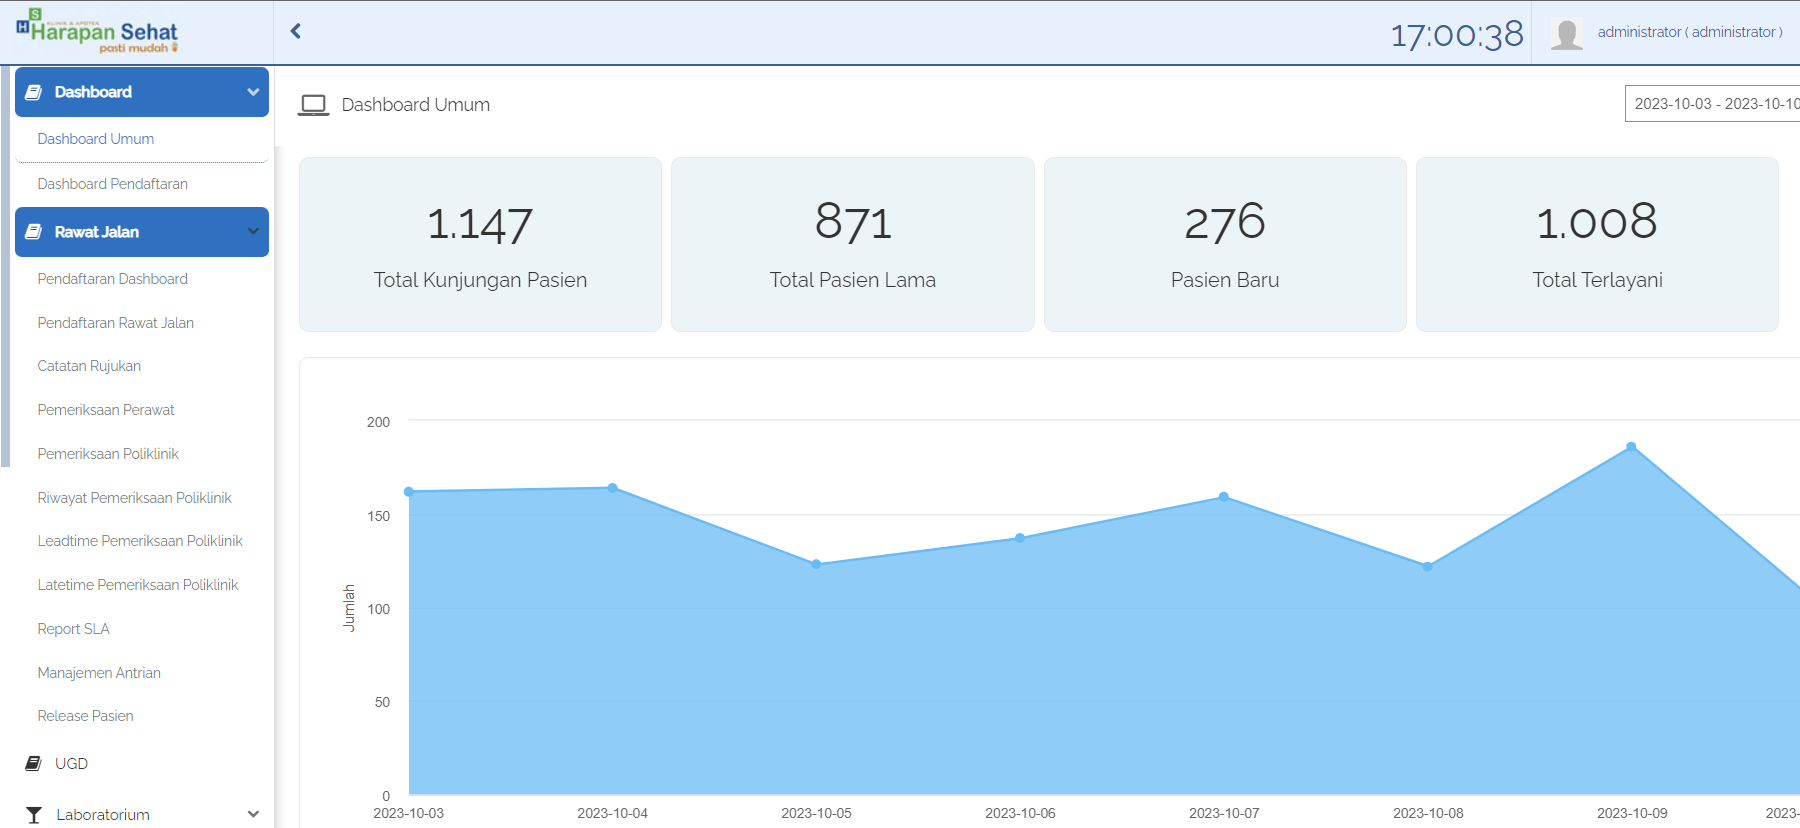 H S KLINIK & APOTEK
Harapan Sehat
pasti mudah
17:00:38
administrator ( administrator )
Dashboard
Dashboard Umum
Dashboard Pendaftaran
Rawat Jalan
Pendaftaran Dashboard
Pendaftaran Rawat Jalan
Catatan Rujukan
Pemeriksaan Perawat
Pemeriksaan Poliklinik
Riwayat Pemeriksaan Poliklinik
Leadtime Pemeriksaan Poliklinik
Latetime Pemeriksaan Poliklinik
Report SLA
Manajemen Antrian
Release Pasien
UGD
Laboratorium
Dashboard Umum
2023-10-03 - 2023-10-10
1.147
Total Kunjungan Pasien
871
Total Pasien Lama
276
Pasien Baru
1.008
Total Terlayani
200
150
100
50
0
Jumlah
2023-10-03
2023-10-04
2023-10-05
2023-10-06
2023-10-07
2023-10-08
2023-10-09
2023-